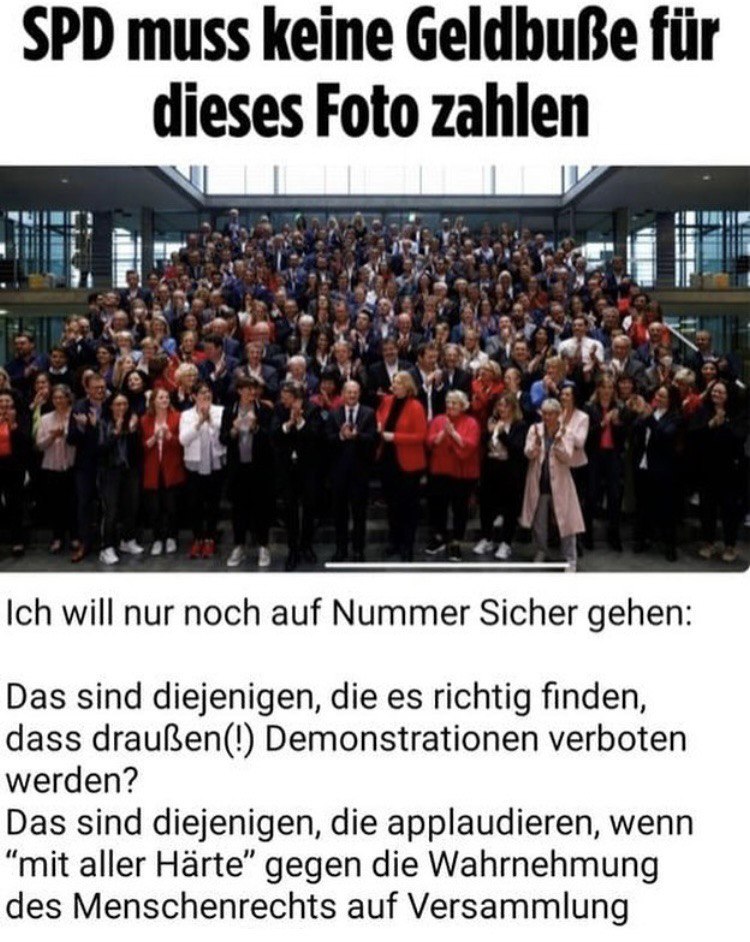 SPD muss keine Geldbuße für
dieses Foto zahlen
Ich will nur noch auf Nummer Sicher gehen:
Das sind diejenigen, die es richtig finden,
dass draußen(!) Demonstrationen verboten
werden?
Das sind diejenigen, die applaudieren, wenn
“mit aller Härte” gegen die Wahrnehmung
des Menschenrechts auf Versammlung